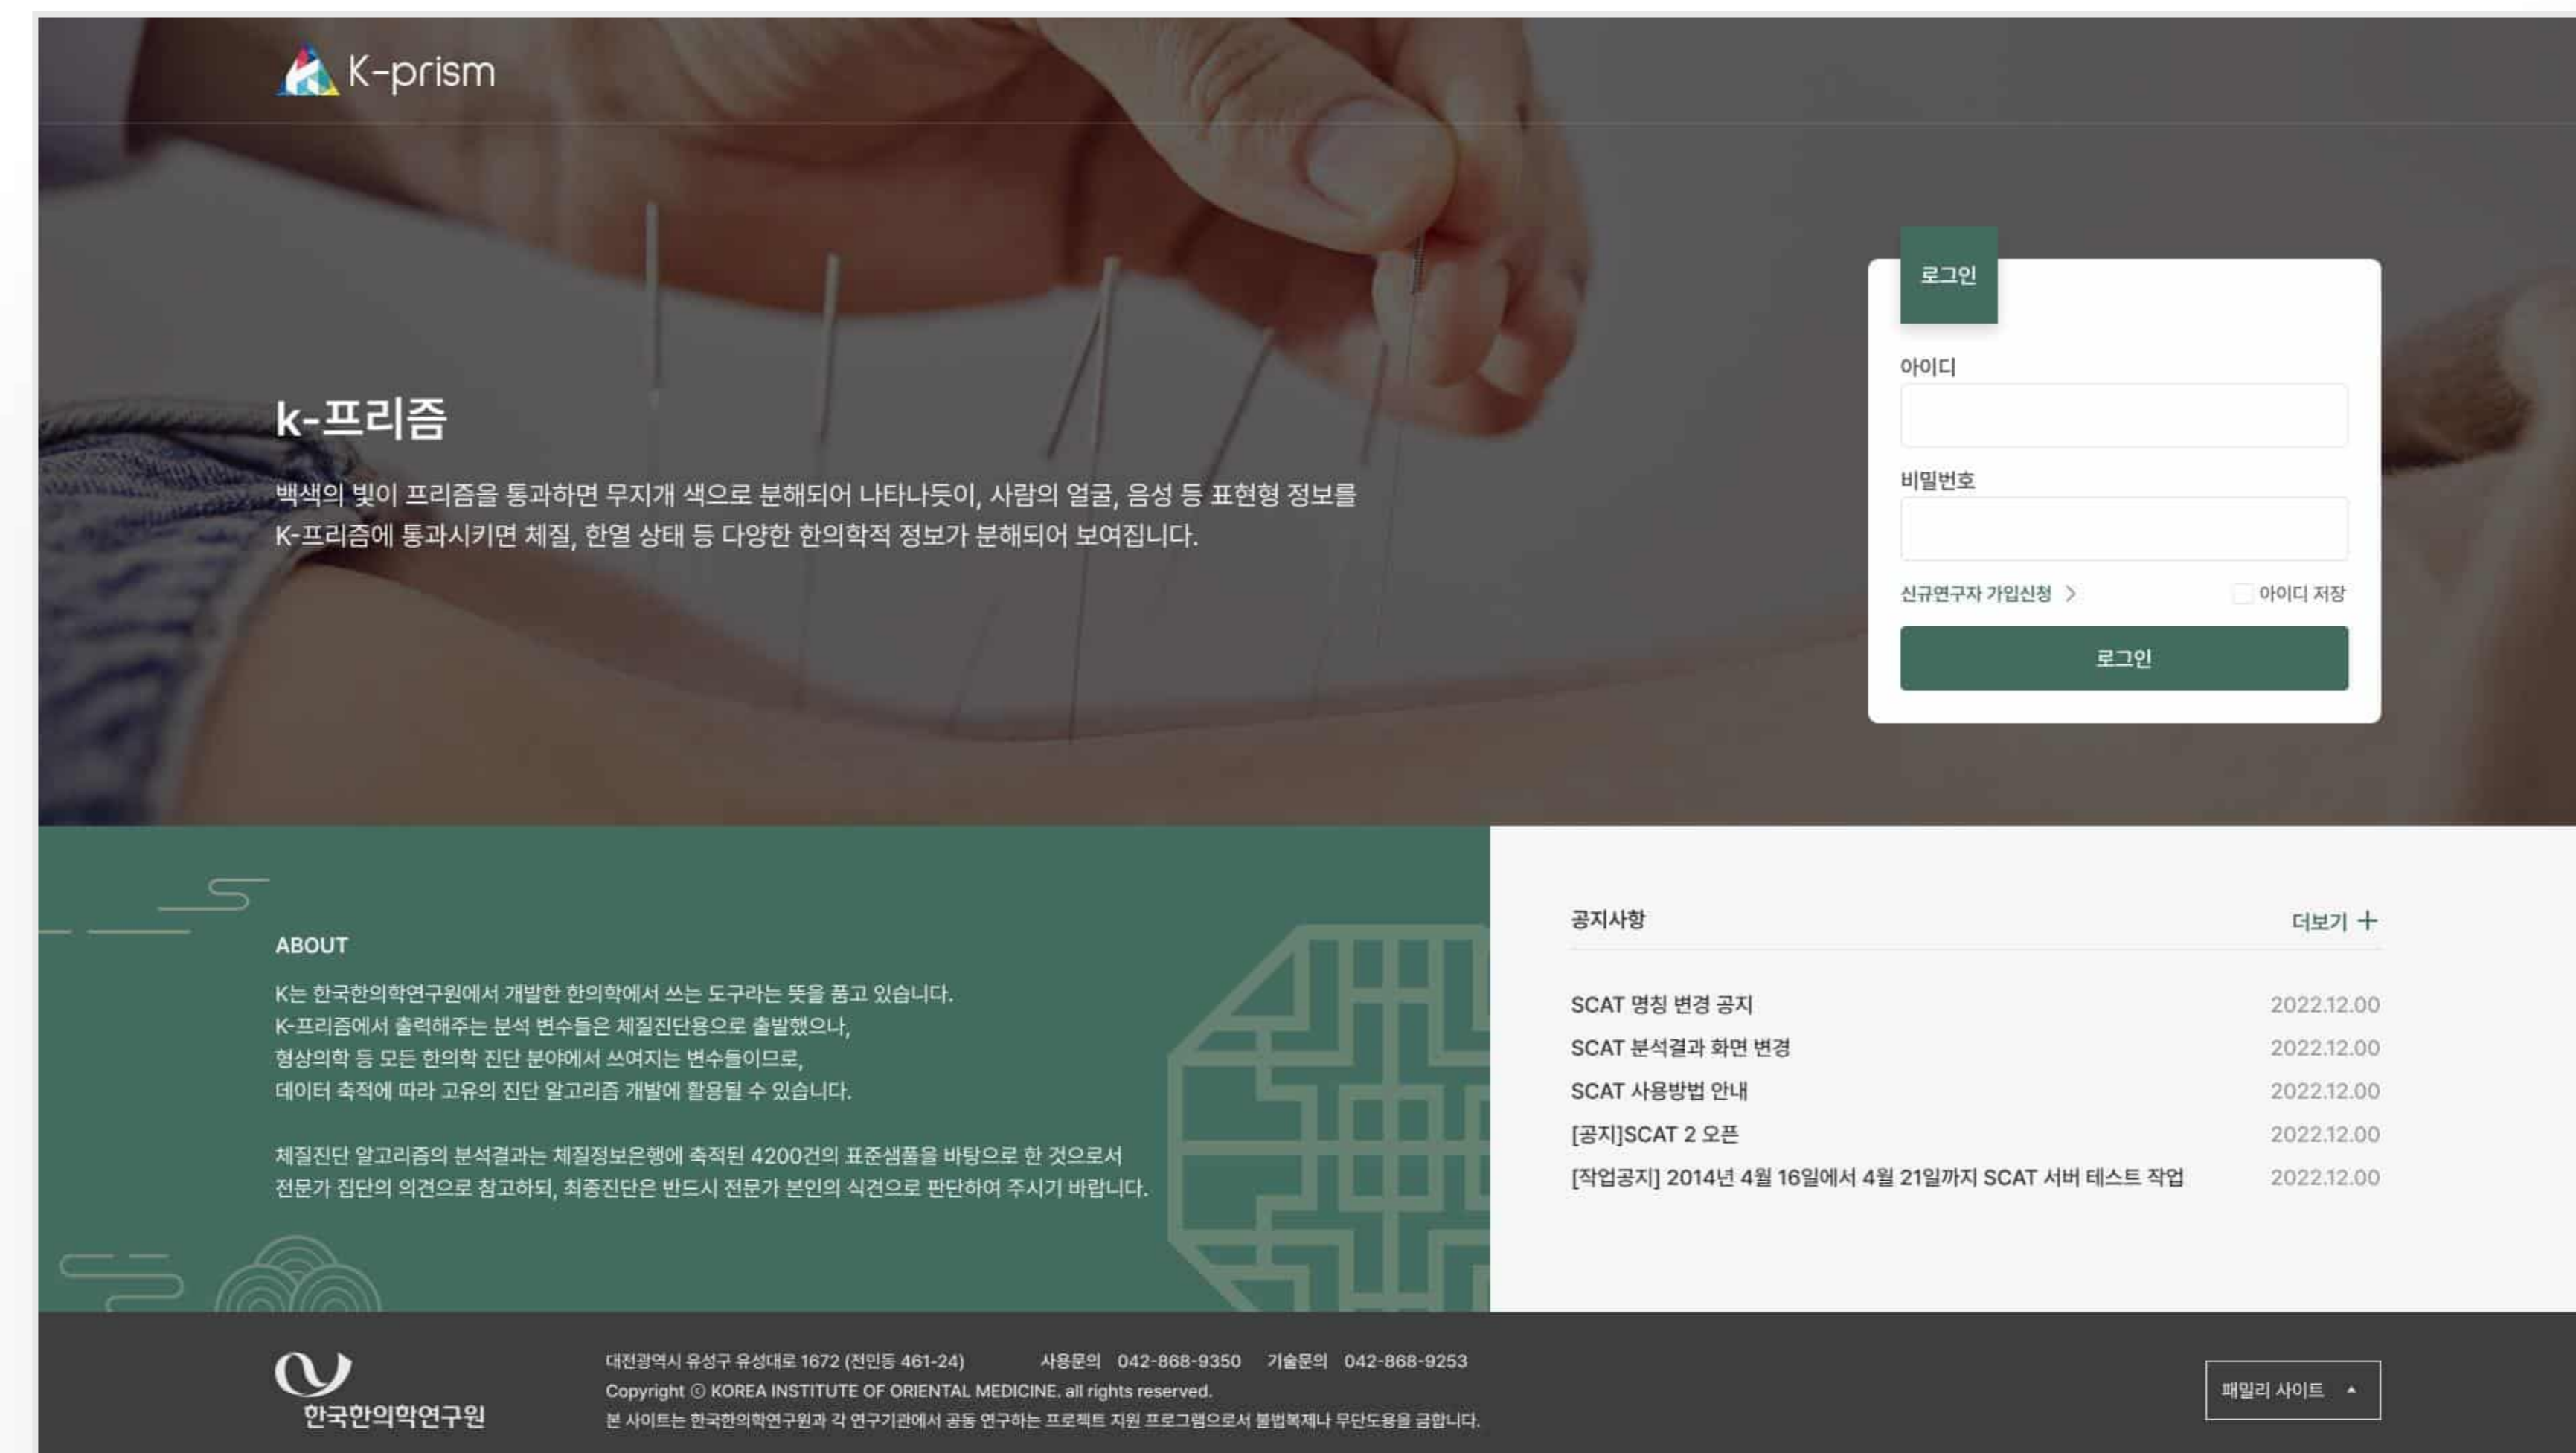 K-prism
k-프리즘
백색의 빛이 프리즘을 통과하면 무지개 색으로 분해되어 나타나듯이, 사람의 얼굴, 음성 등 표현형 정보를
K-프리즘에 통과시키면 체질, 한열 상태 등 다양한 한의학적 정보가 분해되어 보여집니다.
로그인
아이디
비밀번호
신규연구자 가입신청 >
아이디 저장
로그인
ABOUT
K는 한국한의학연구원에서 개발한 한의학에서 쓰는 도구라는 뜻을 품고 있습니다.
K-프리즘에서 출력해주는 분석 변수들은 체질진단용으로 출발했으나,
형상의학 등 모든 한의학 진단 분야에서 쓰여지는 변수들이므로,
데이터 축적에 따라 고유의 진단 알고리즘 개발에 활용될 수 있습니다.
체질진단 알고리즘의 분석결과는 체질정보은행에 축적된 4200건의 표준샘풀을 바탕으로 한 것으로서
전문가 집단의 의견으로 참고하되, 최종진단은 반드시 전문가 본인의 식견으로 판단하여 주시기 바랍니다.
공지사항 더보기 +
SCAT 명칭 변경 공지 2022.12.00
SCAT 분석결과 화면 변경 2022.12.00
SCAT 사용방법 안내 2022.12.00
[공지]SCAT 2 오픈 2022.12.00
[작업공지] 2014년 4월 16일에서 4월 21일까지 SCAT 서버 테스트 작업 2022.12.00
한국한의학연구원
대전광역시 유성구 유성대로 1672 (전민동 461-24) 사용문의 042-868-9350 기술문의 042-868-9253
Copyright ⓒ KOREA INSTITUTE OF ORIENTAL MEDICINE. all rights reserved.
본 사이트는 한국한의학연구원과 각 연구기관에서 공동 연구하는 프로젝트 지원 프로그램으로서 불법복제나 무단도용을 금합니다.
패밀리 사이트 ▲